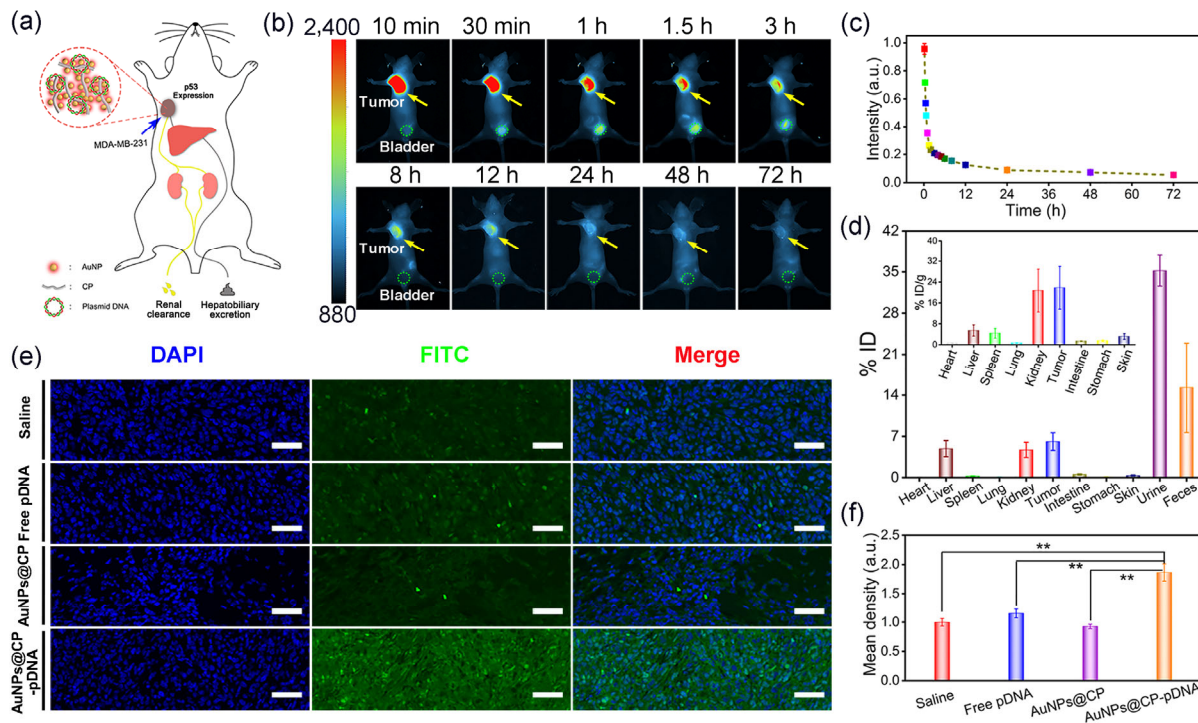 (a)
p53
Expression
MDA-MB-231
AuNP
CP
Plasmid DNA
Renal
clearance
Hepatobiliary
excretion
(b)
2,400
880
10 min 30 min 1 h 1.5 h 3 h
Tumor
Bladder
8 h 12 h 24 h 48 h 72 h
Tumor
Bladder
(c)
Intensity (a.u.)
1.0
0.8
0.6
0.4
0.2
0.0
0 12 24 36 48 60 72
Time (h)
(d)
% ID
42
35
28
21
14
7
0
% ID/g
40
32
24
16
8
0
Heart Liver Spleen Lung Kidney Tumor Intestine Stomach Skin
Heart Liver Spleen Lung Kidney Tumor Intestine Stomach Skin Urine Feces
(e)
DAPI FITC Merge
Saline
Free pDNA
AuNPs@CP
AuNPs@CP
-pDNA
(f)
Mean density (a.u.)
2.5
2.0
1.5
1.0
0.5
0.0
**
**
**
Saline Free pDNA AuNPs@CP AuNPs@CP-pDNA